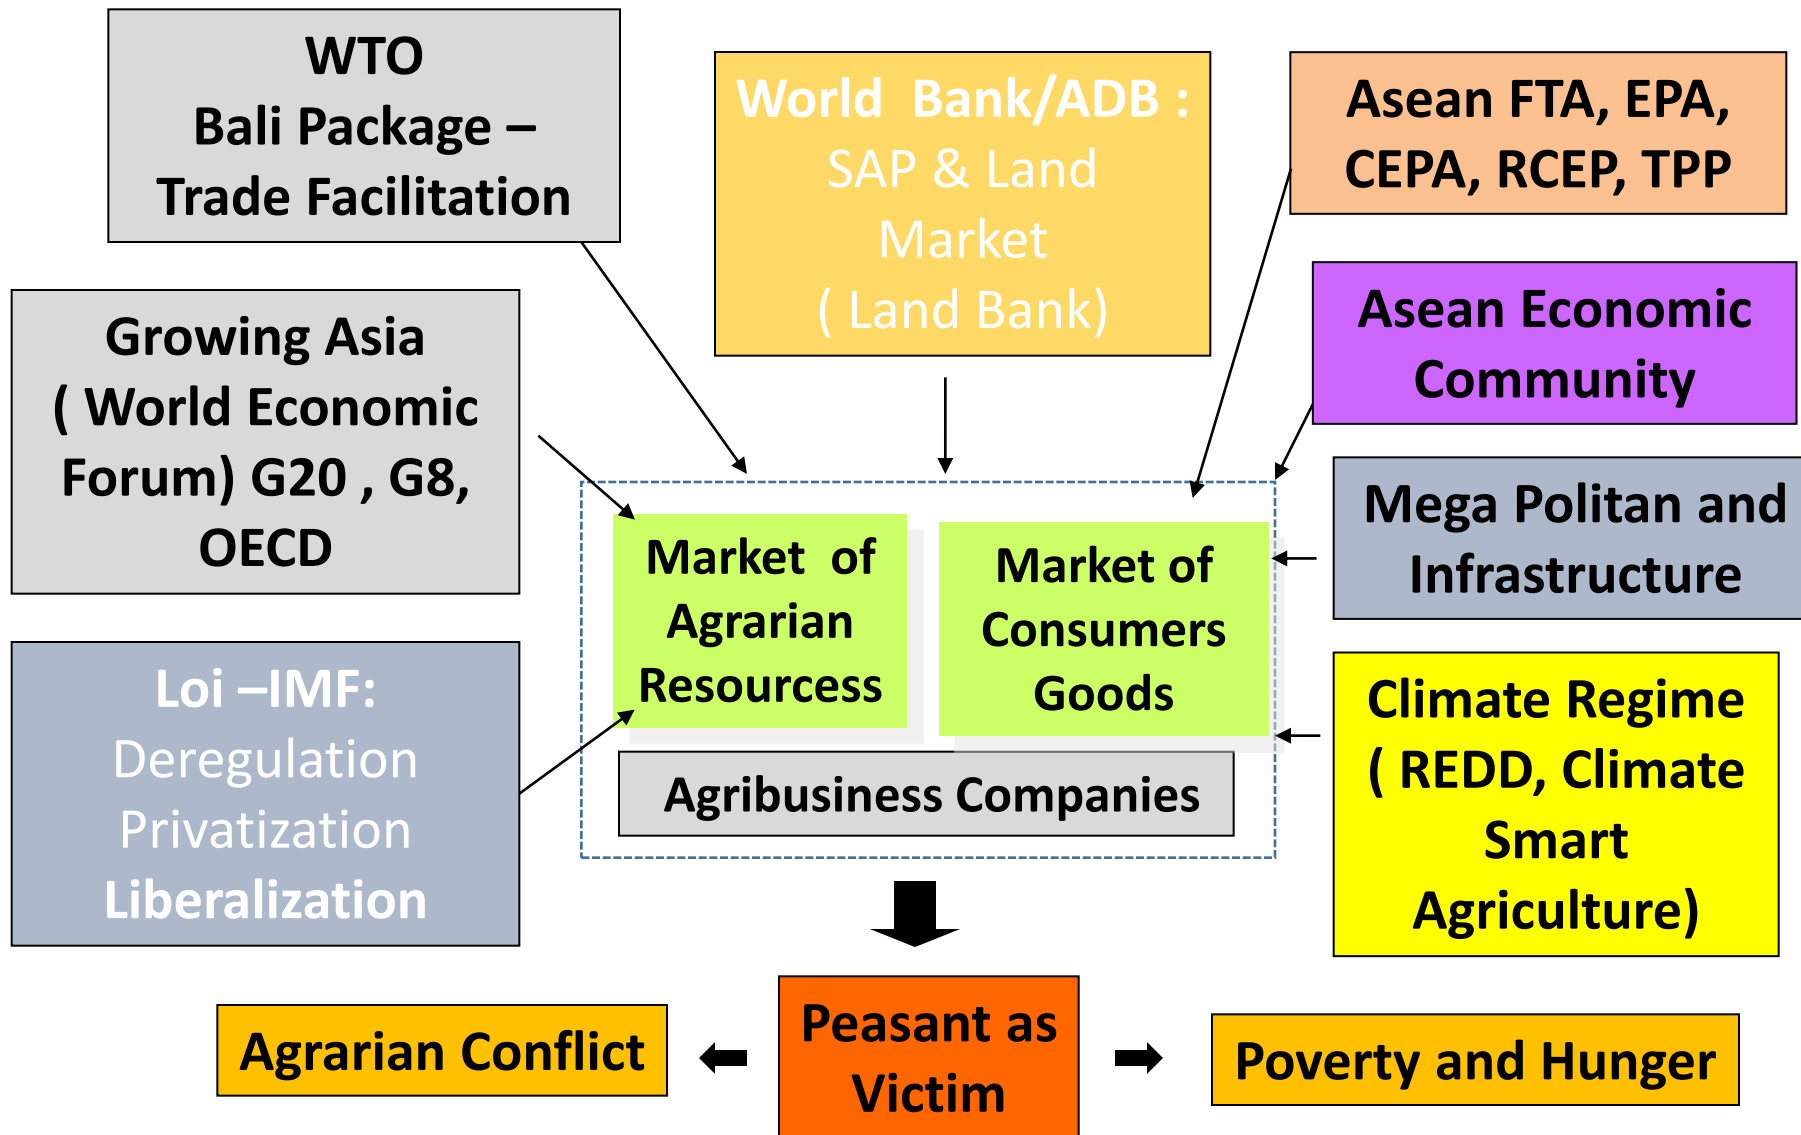 WTO
Bali Package –
Trade Facilitation
World Bank/ADB :
SAP & Land
Market
( Land Bank)
Asean FTA, EPA,
CEPA, RCEP, TPP
Growing Asia
( World Economic
Forum) G20 , G8,
OECD
Asean Economic
Community
Mega Politan and
Infrastructure
Market of
Agrarian
Resourcess
Market of
Consumers
Goods
Loi –IMF:
Deregulation
Privatization
Liberalization
Climate Regime
( REDD, Climate
Smart
Agriculture)
Agribusiness Companies
Agrarian Conflict
Peasant as
Victim
Poverty and Hunger